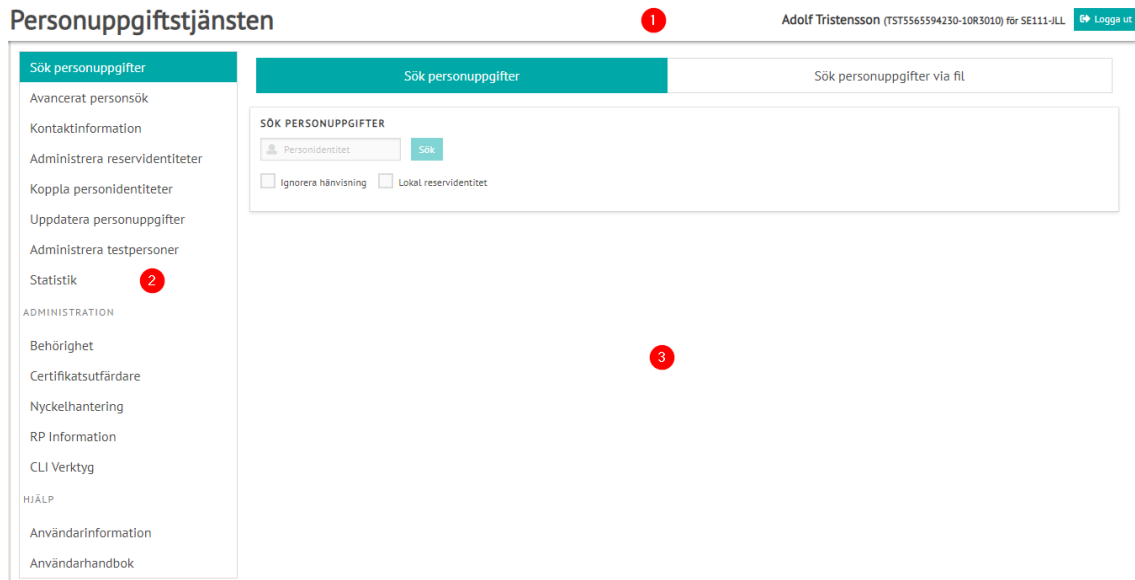 Personuppgiftstjänsten
1
Adolf Tristensson (TST5565594230-10R3010) för SE111-JLL
Logga ut
Sök personuppgifter
Avancerat personsök
Kontaktinformation
Administrera reservidentiteter
Koppla personidentiteter
Uppdatera personuppgifter
Administrera testpersoner
Statistik
2
ADMINISTRATION
Behörighet
Certifikatsutfärdare
Nyckelhantering
RP Information
CLI Verktyg
HJÄLP
Användarinformation
Användarhandbok
Sök personuppgifter
Sök personuppgifter via fil
SÖK PERSONUPPGIFTER
Personidentitet
Sök
Ignorera hänvisning
Lokal reservidentitet
3